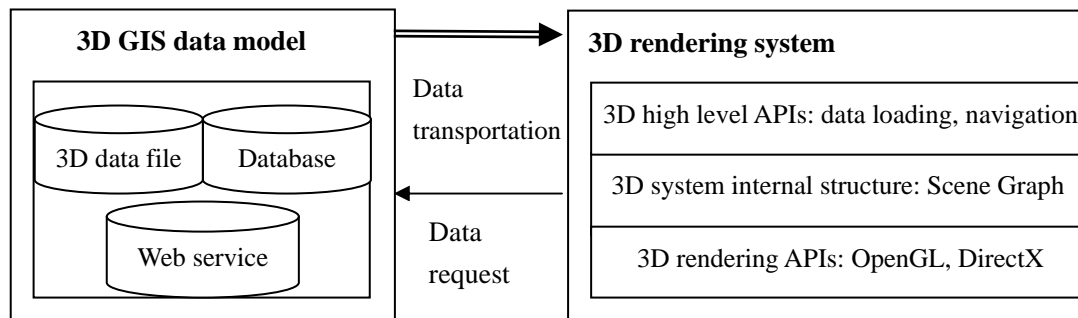 3D GIS data model
3D data file
Database
Web service
Data
transportation
Data
request
3D rendering system
3D high level APIs: data loading, navigation
3D system internal structure: Scene Graph
3D rendering APIs: OpenGL, DirectX